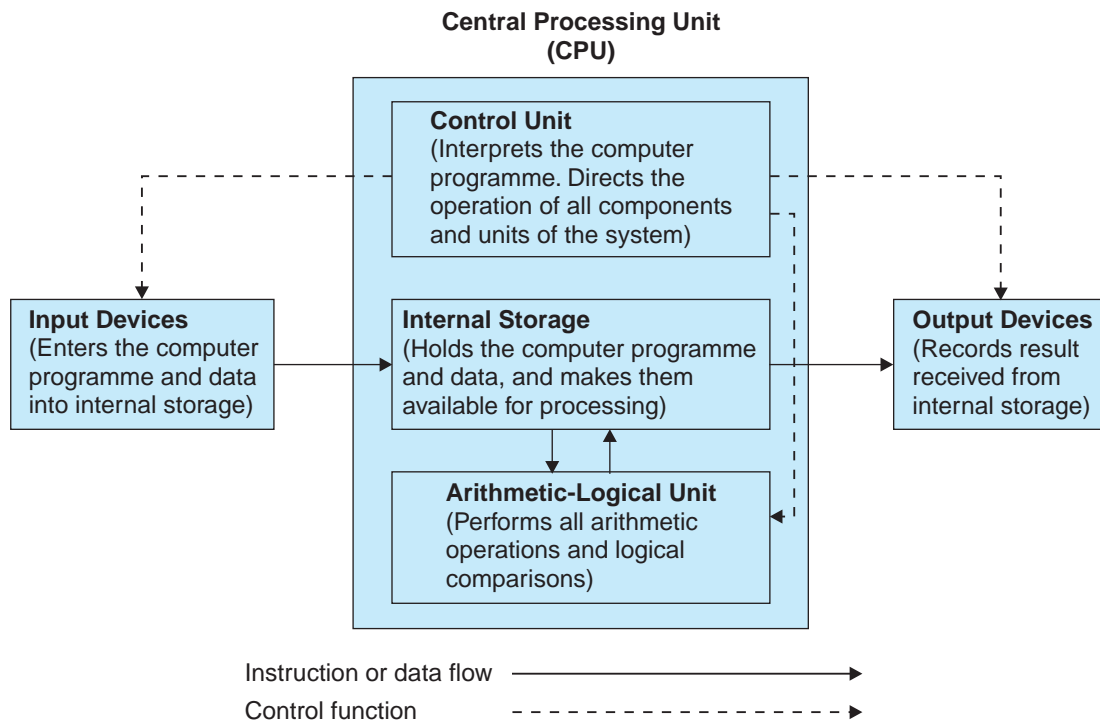 Central Processing Unit
(CPU)
Control Unit
(Interprets the computer
programme. Directs the
operation of all components
and units of the system)
Input Devices
(Enters the computer
programme and data
into internal storage)
Internal Storage
(Holds the computer programme
and data, and makes them
available for processing)
Output Devices
(Records result
received from
internal storage)
Arithmetic-Logical Unit
(Performs all arithmetic
operations and logical
comparisons)
Instruction or data flow
Control function